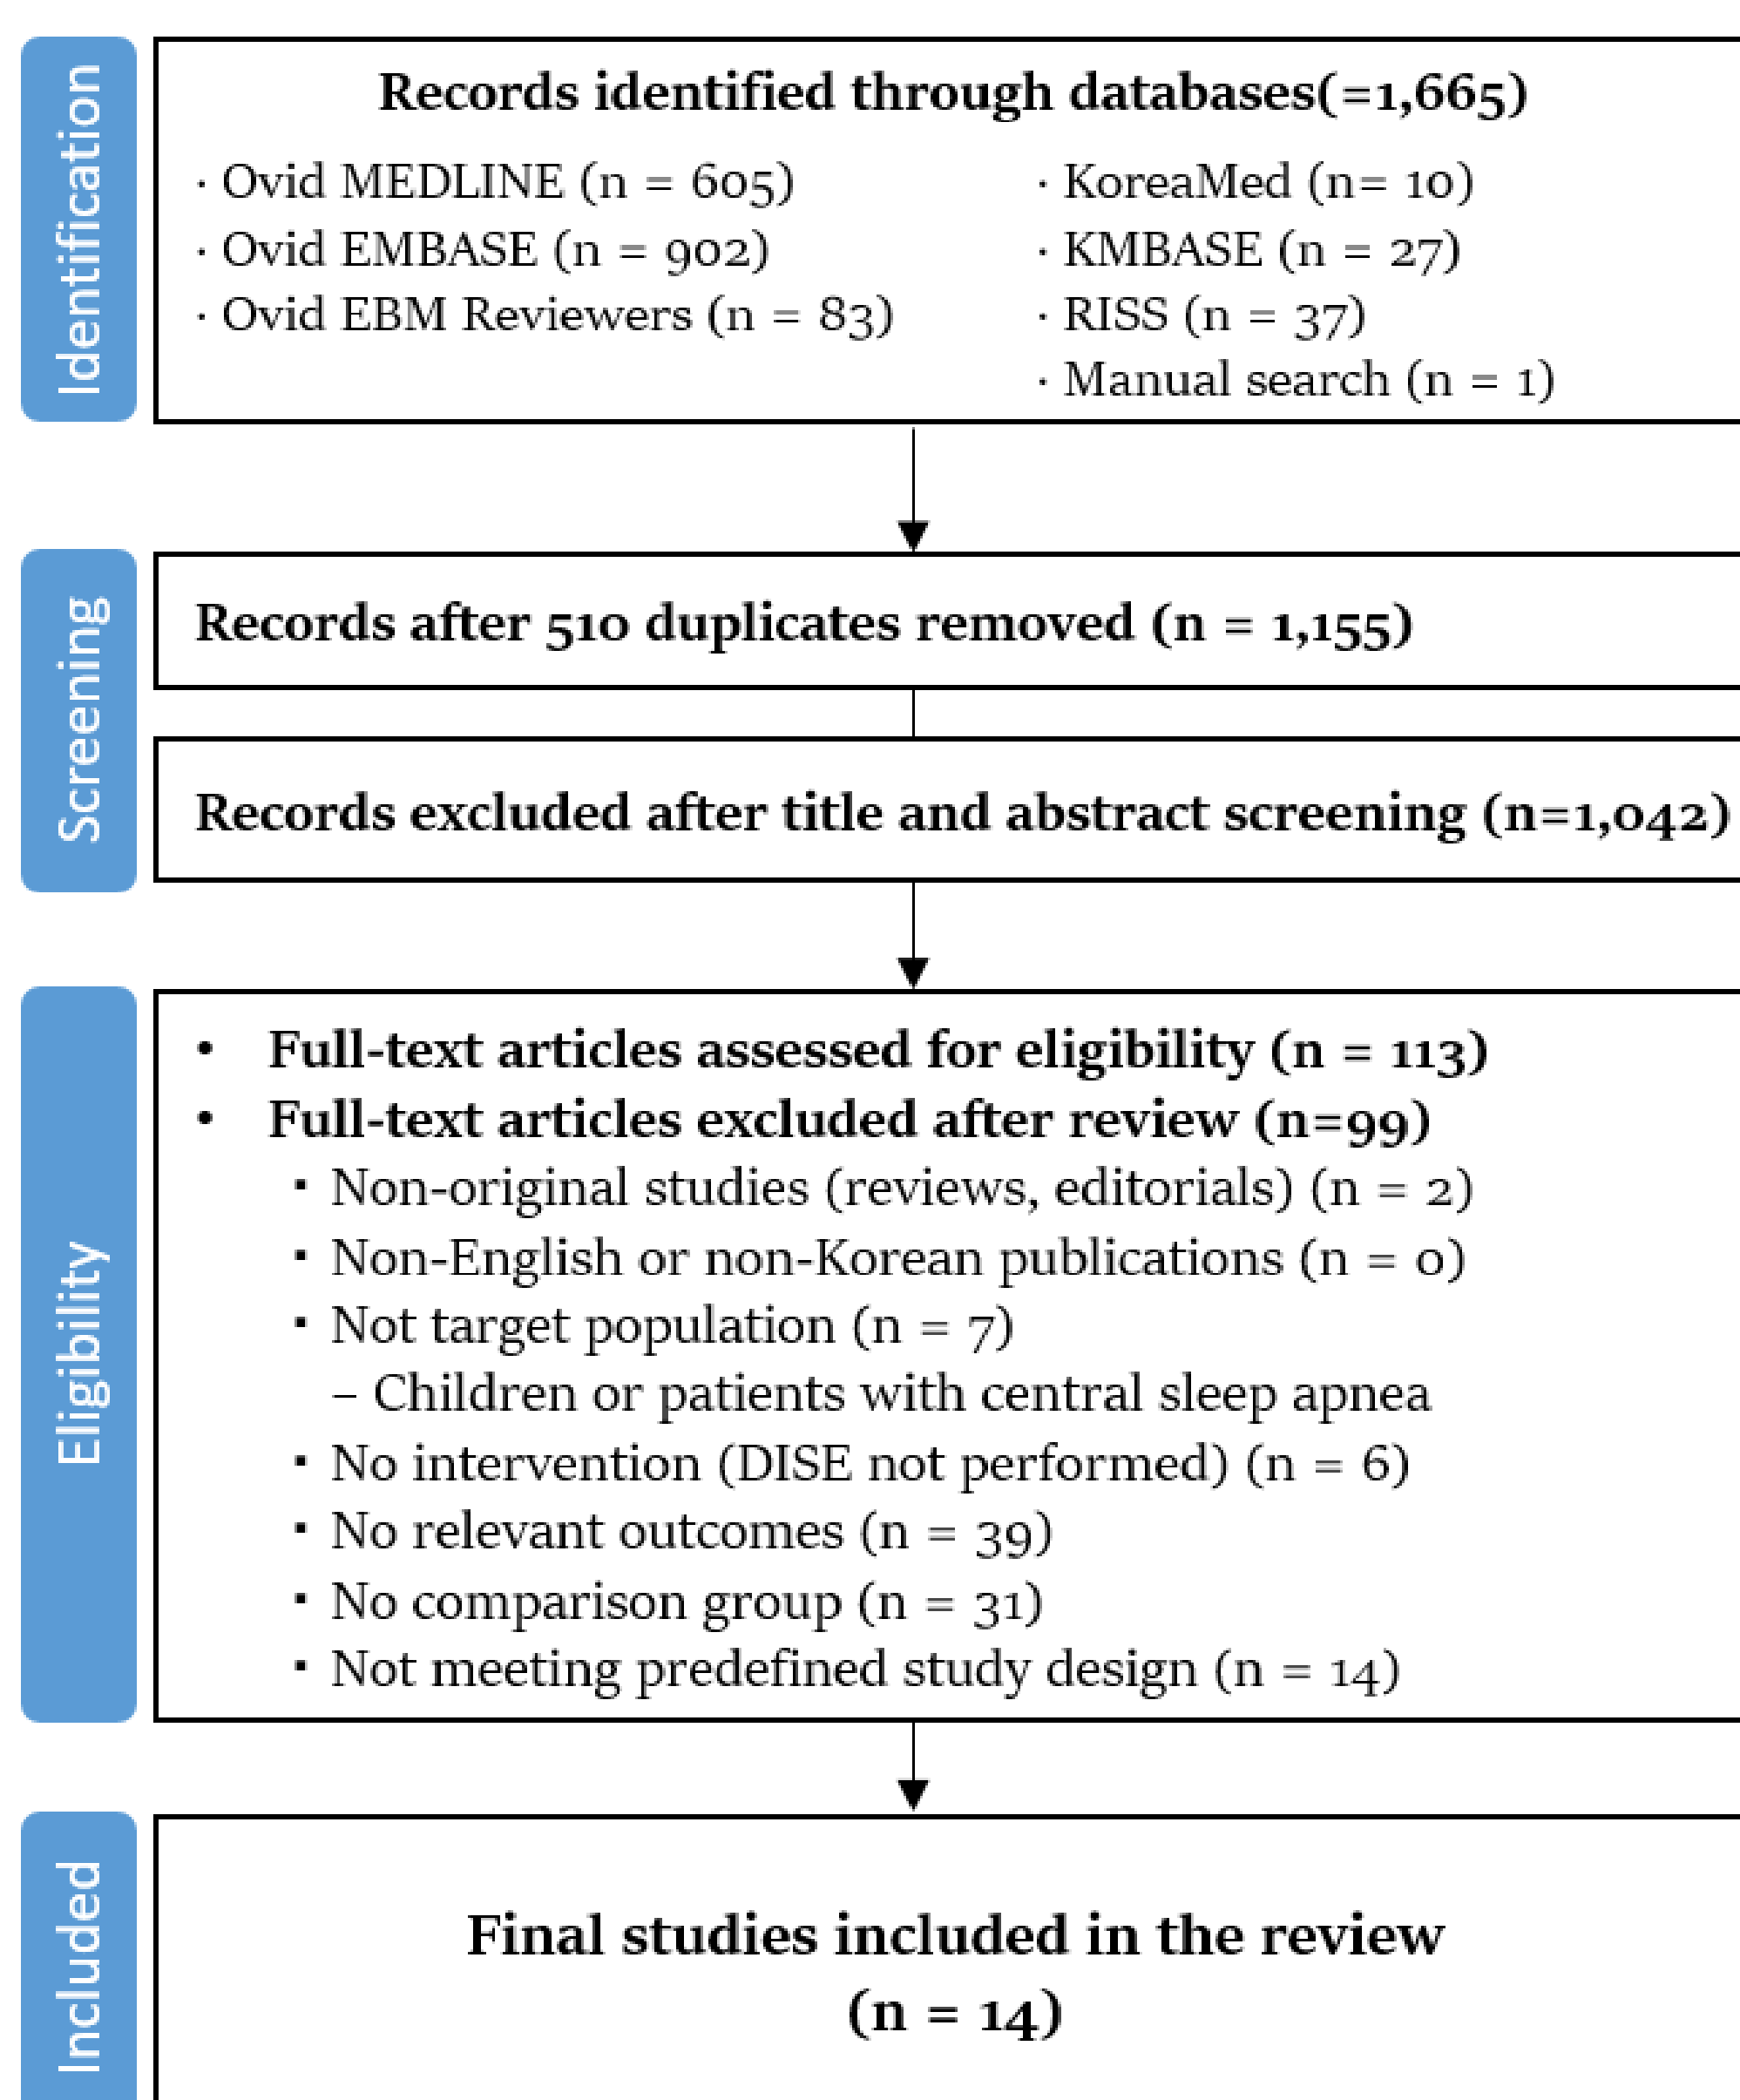 Identification
Records identified through databases(=1,665)
· Ovid MEDLINE (n = 605)
· Ovid EMBASE (n = 902)
· Ovid EBM Reviewers (n = 83)
· KoreaMed (n= 10)
· KMBASE (n = 27)
· RISS (n = 37)
· Manual search (n = 1)
Screening
Records after 510 duplicates removed (n = 1,155)
Records excluded after title and abstract screening (n=1,042)
Eligibility
• Full-text articles assessed for eligibility (n = 113)
• Full-text articles excluded after review (n=99)
▪ Non-original studies (reviews, editorials) (n = 2)
▪ Non-English or non-Korean publications (n = 0)
▪ Not target population (n = 7)
– Children or patients with central sleep apnea
▪ No intervention (DISE not performed) (n = 6)
▪ No relevant outcomes (n = 39)
▪ No comparison group (n = 31)
▪ Not meeting predefined study design (n = 14)
Included
Final studies included in the review
(n = 14)